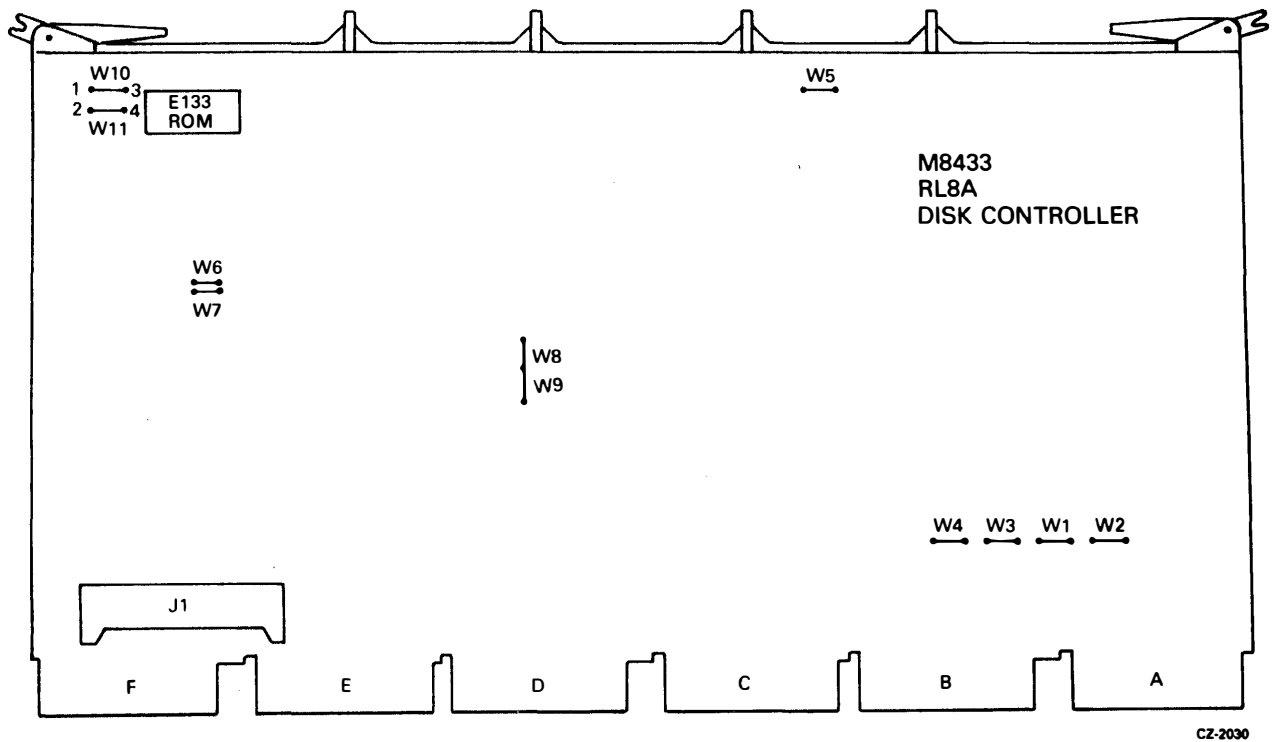 W10
W5
1 3
E133
ROM
2 4
W11
M8433
RL8A
DISK CONTROLLER
W6
W7
W8
W9
W4 W3 W1 W2
J1
F E D C B A
CZ-2030